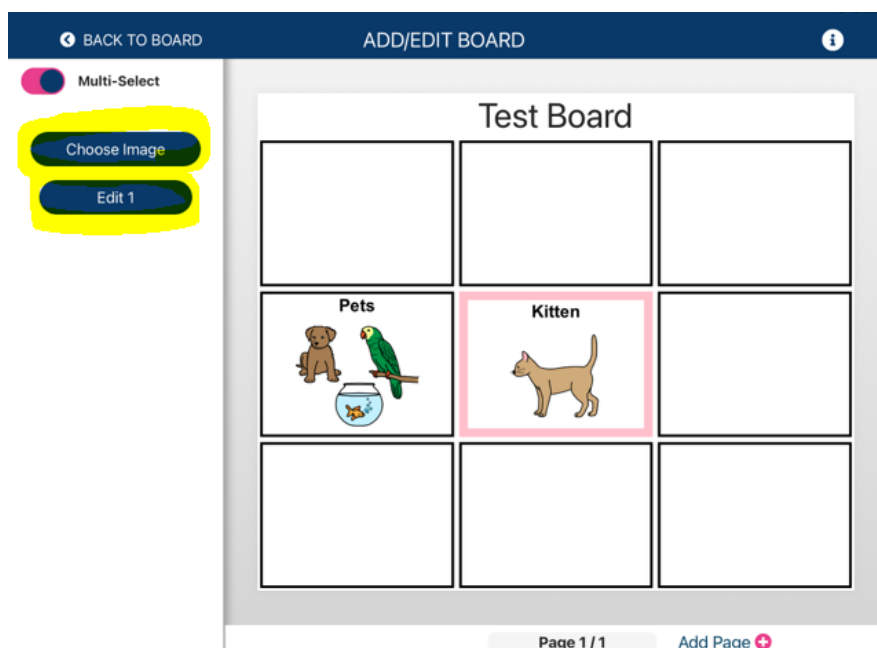 BACK TO BOARD
ADD/EDIT BOARD
Multi-Select
Choose Image
Edit 1
Test Board
Pets
Kitten
Page 1/1
Add Page